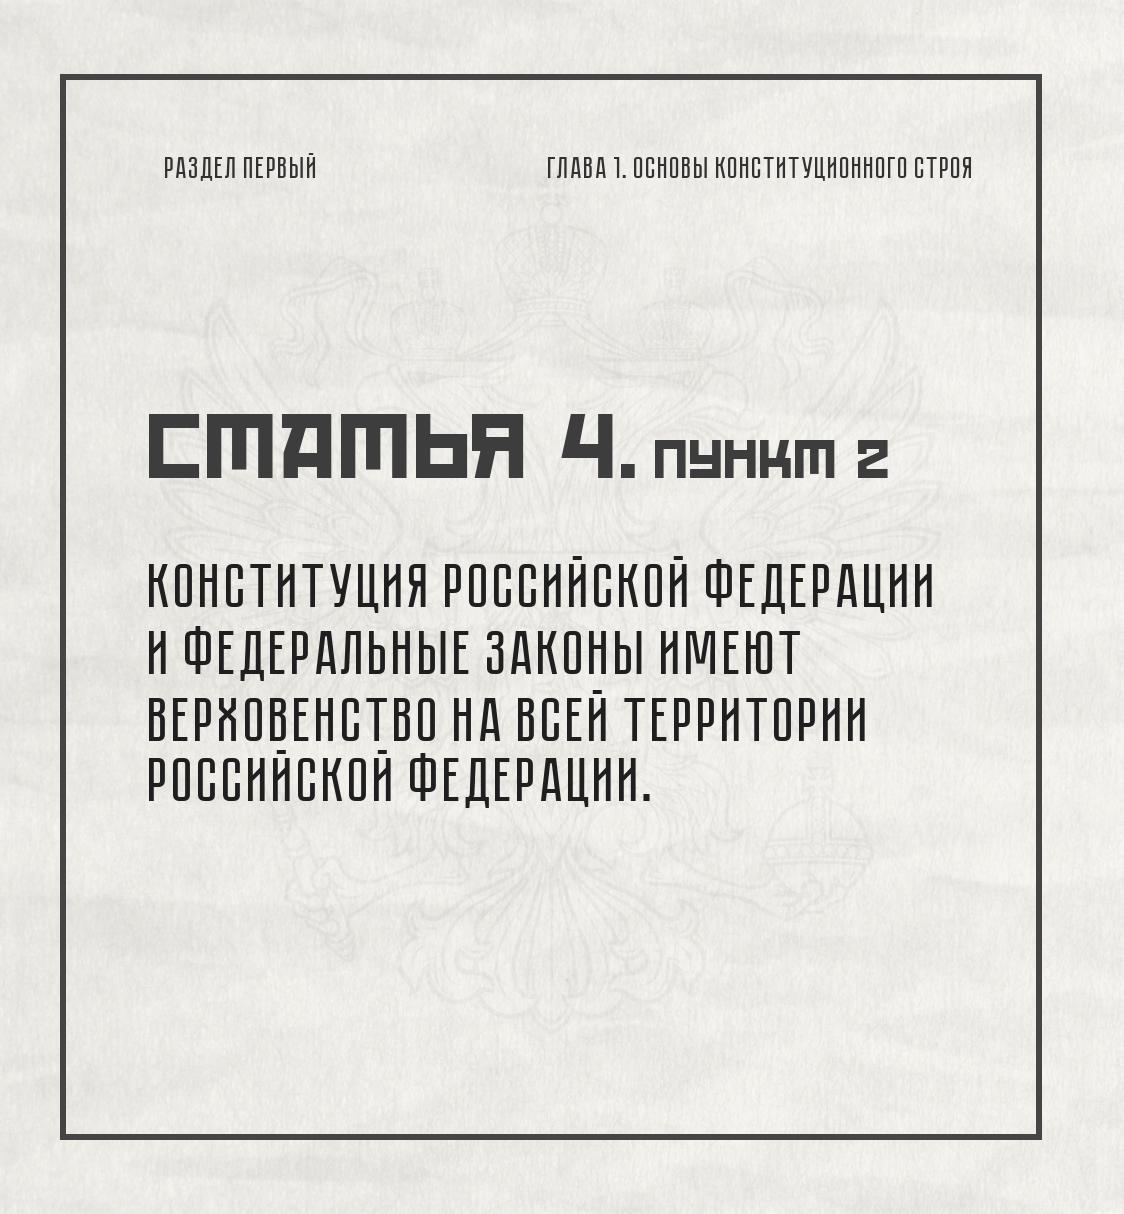 РАЗДЕЛ ПЕРВЫЙ
ГЛАВА 1. ОСНОВЫ КОНСТИТУЦИОННОГО СТРОЯ
СТАТЬЯ 4. ПУНКТ 2
КОНСТИТУЦИЯ РОССИЙСКОЙ ФЕДЕРАЦИИ
И ФЕДЕРАЛЬНЫЕ ЗАКОНЫ ИМЕЮТ
ВЕРХОВЕНСТВО НА ВСЕЙ ТЕРРИТОРИИ
РОССИЙСКОЙ ФЕДЕРАЦИИ.